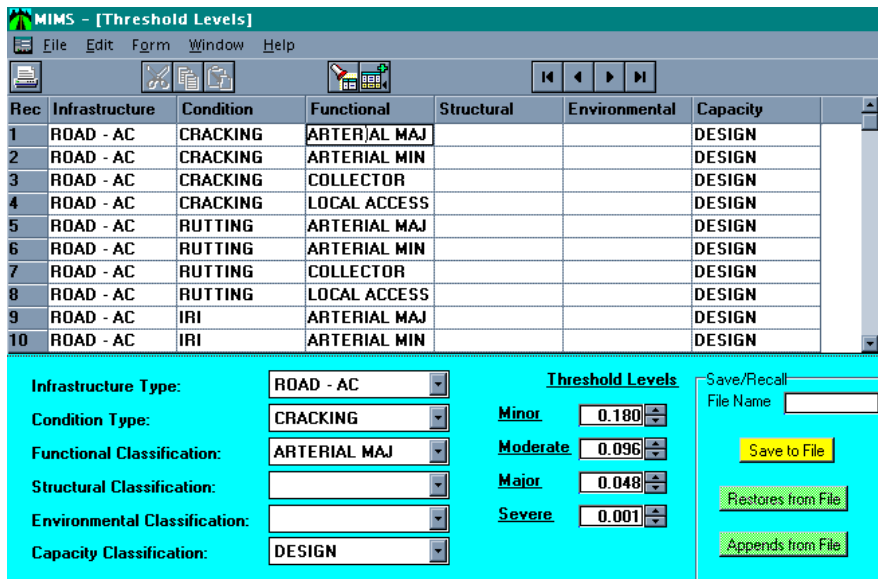 MIMS - [Threshold Levels]
File Edit Form Window Help
Rec Infrastructure Condition Functional Structural Environmental Capacity
1 ROAD - AC CRACKING ARTERIAL MAJ DESIGN
2 ROAD - AC CRACKING ARTERIAL MIN DESIGN
3 ROAD - AC CRACKING COLLECTOR DESIGN
4 ROAD - AC CRACKING LOCAL ACCESS DESIGN
5 ROAD - AC RUTTING ARTERIAL MAJ DESIGN
6 ROAD - AC RUTTING ARTERIAL MIN DESIGN
7 ROAD - AC RUTTING COLLECTOR DESIGN
8 ROAD - AC RUTTING LOCAL ACCESS DESIGN
9 ROAD - AC IRI ARTERIAL MAJ DESIGN
10 ROAD - AC IRI ARTERIAL MIN DESIGN
Infrastructure Type: ROAD - AC
Condition Type: CRACKING
Functional Classification: ARTERIAL MAJ
Structural Classification:
Environmental Classification:
Capacity Classification: DESIGN
Threshold Levels
Minor 0.180
Moderate 0.096
Major 0.048
Severe 0.001
Save/Recall
File Name
Save to File
Restores from File
Appends from File